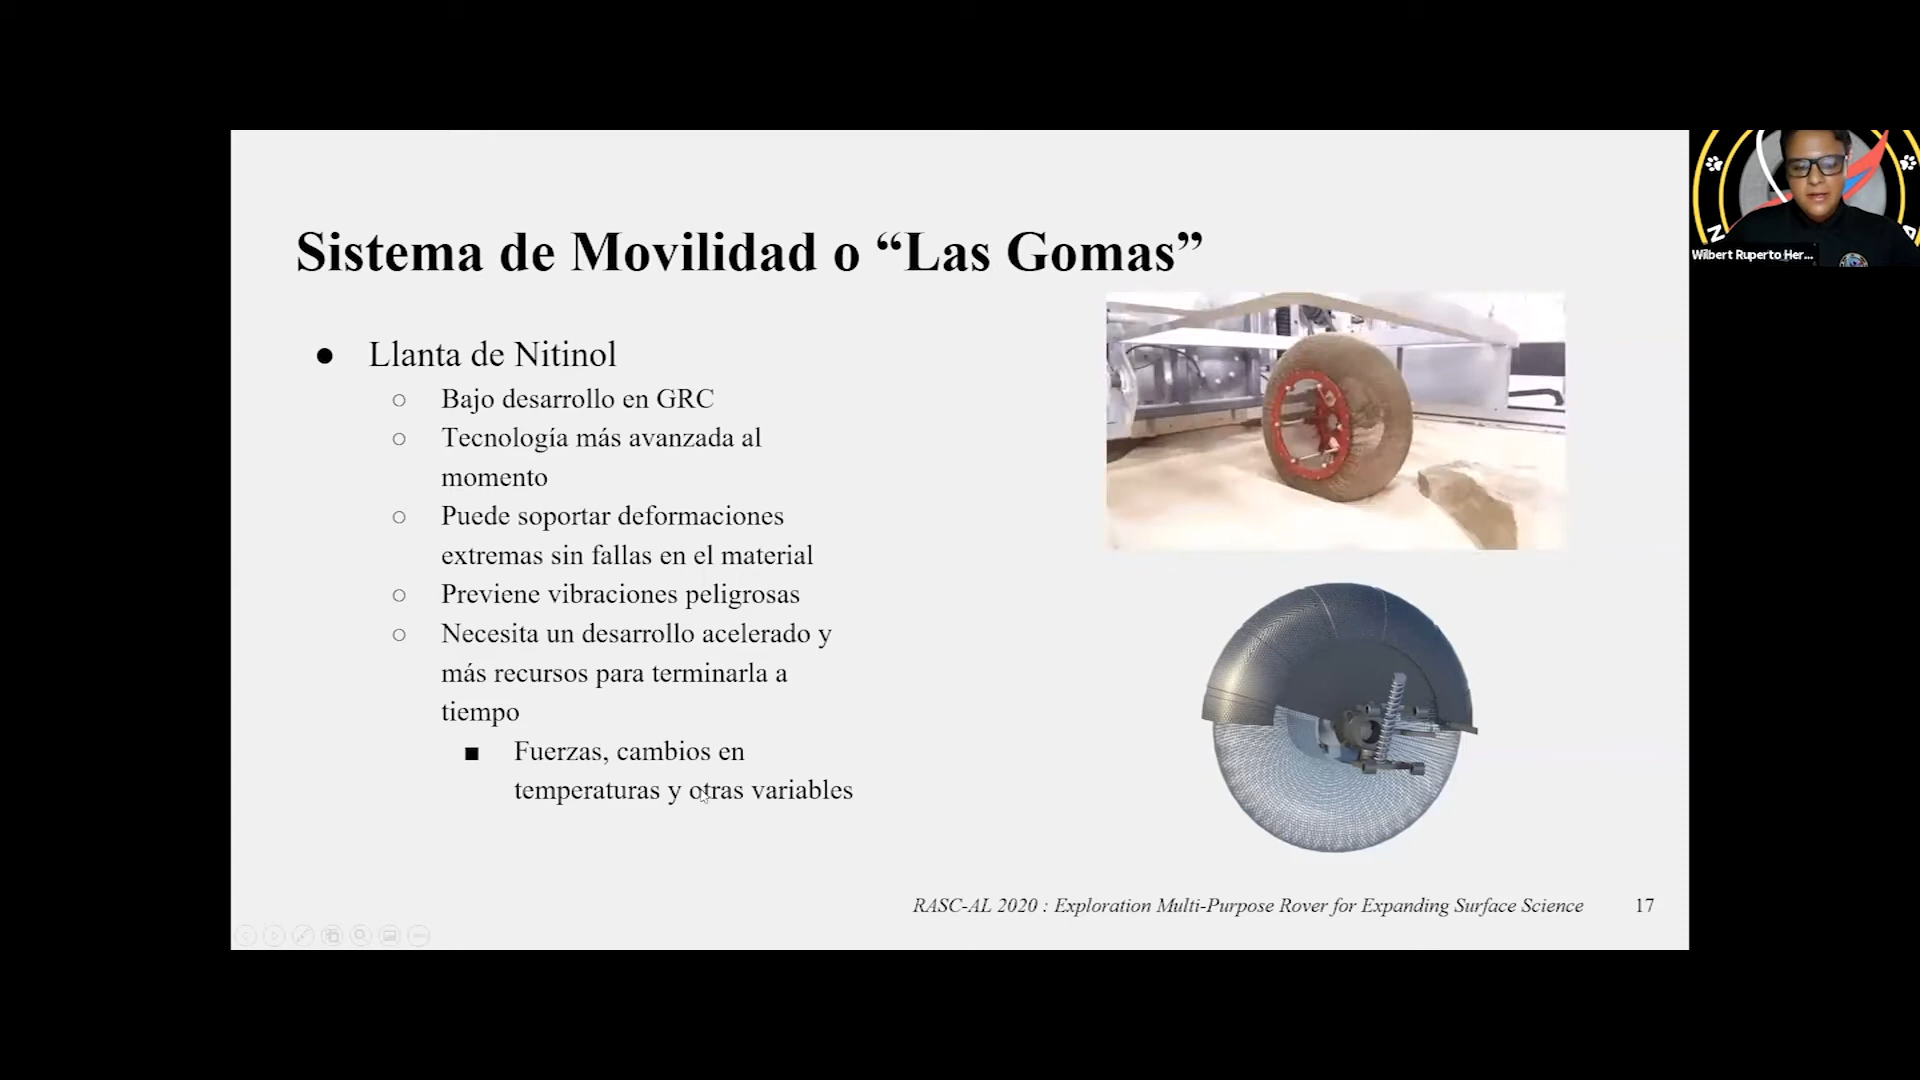 Sistema de Movilidad o “Las Gomas”
● Llanta de Nitinol
○ Bajo desarrollo en GRC
○ Tecnología más avanzada al
momento
○ Puede soportar deformaciones
extremas sin fallas en el material
○ Previene vibraciones peligrosas
○ Necesita un desarrollo acelerado y
más recursos para terminarla a
tiempo
■ Fuerzas, cambios en
temperaturas y otras variables
RASC-AL 2020 : Exploration Multi-Purpose Rover for Expanding Surface Science
17
Wilbert Ruperto Her...